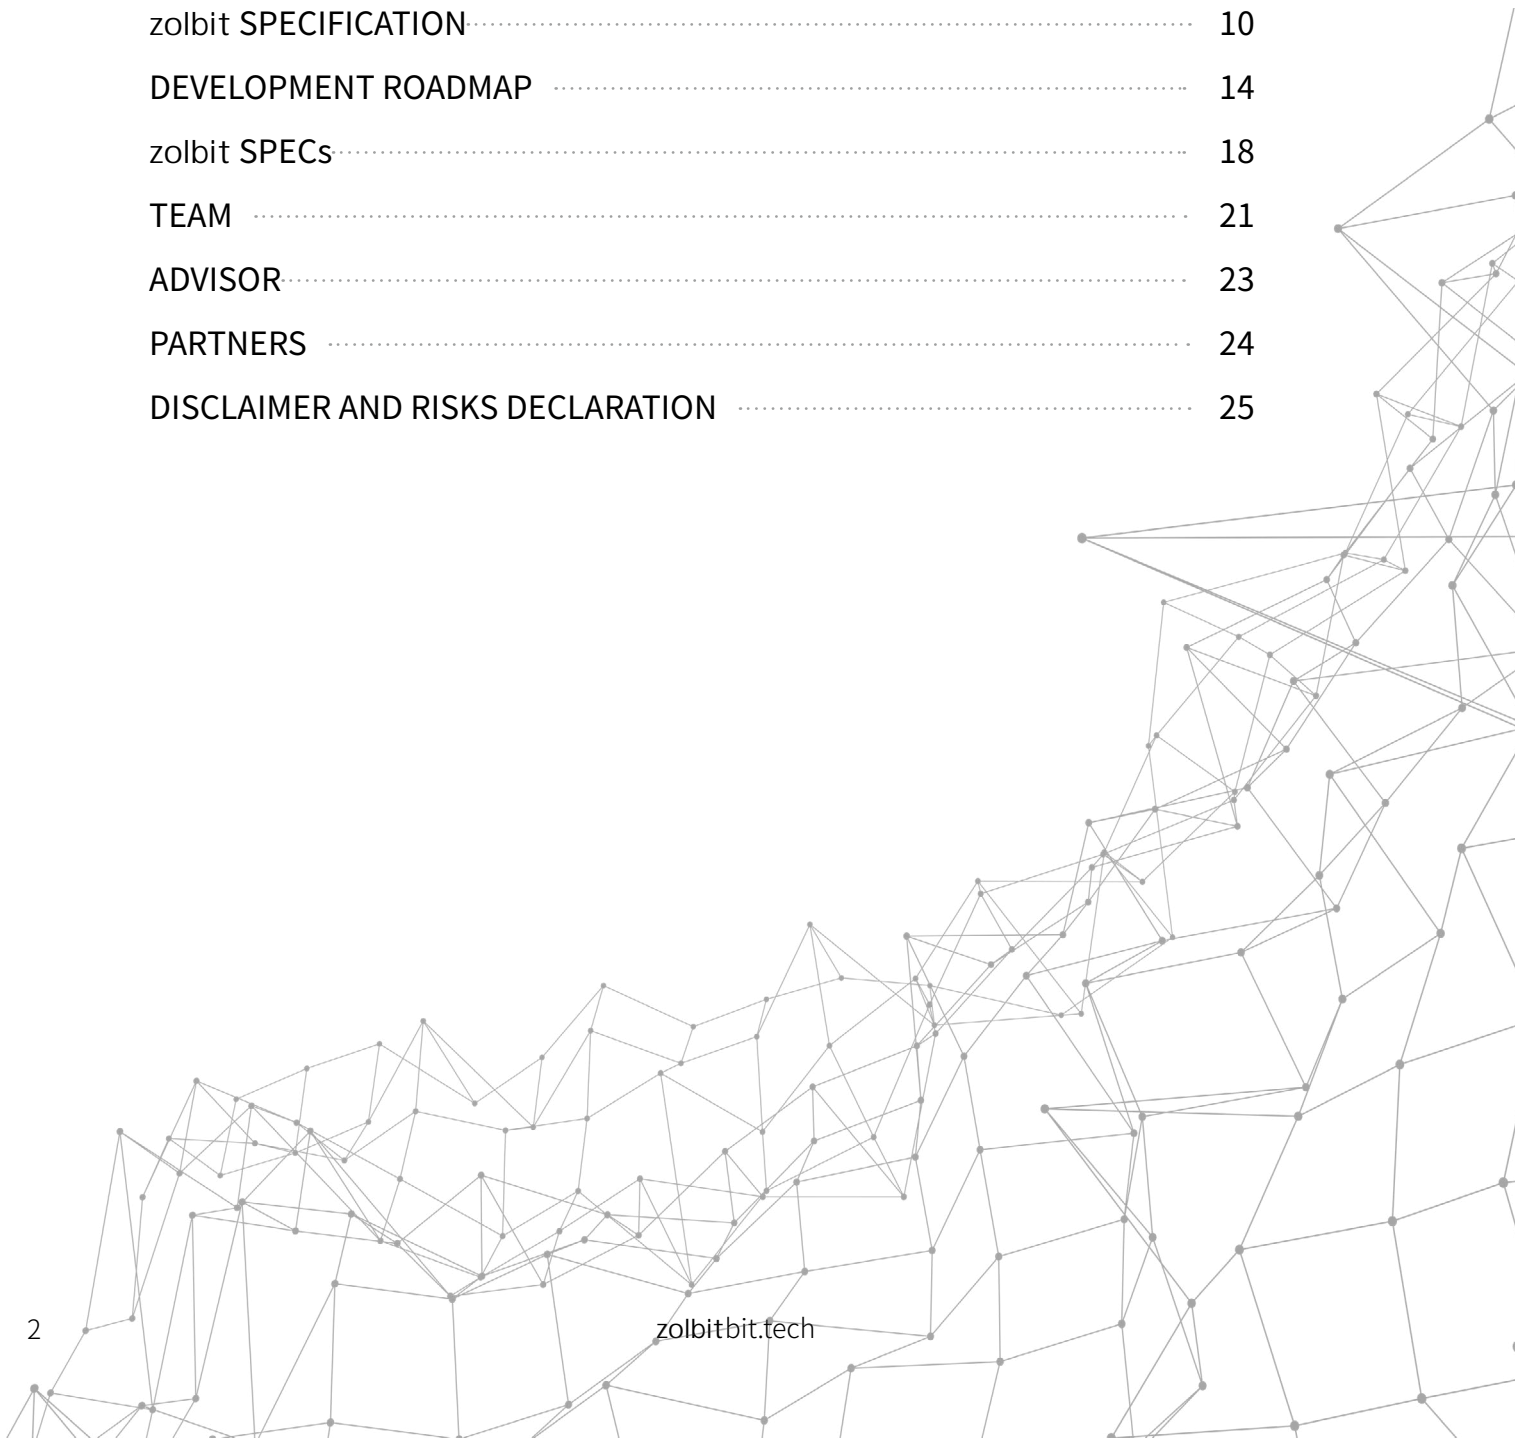 zolbit SPECIFICATION 10
DEVELOPMENT ROADMAP 14
zolbit SPECs 18
TEAM 21
ADVISOR 23
PARTNERS 24
DISCLAIMER AND RISKS DECLARATION 25
2 zolbitbit.tech